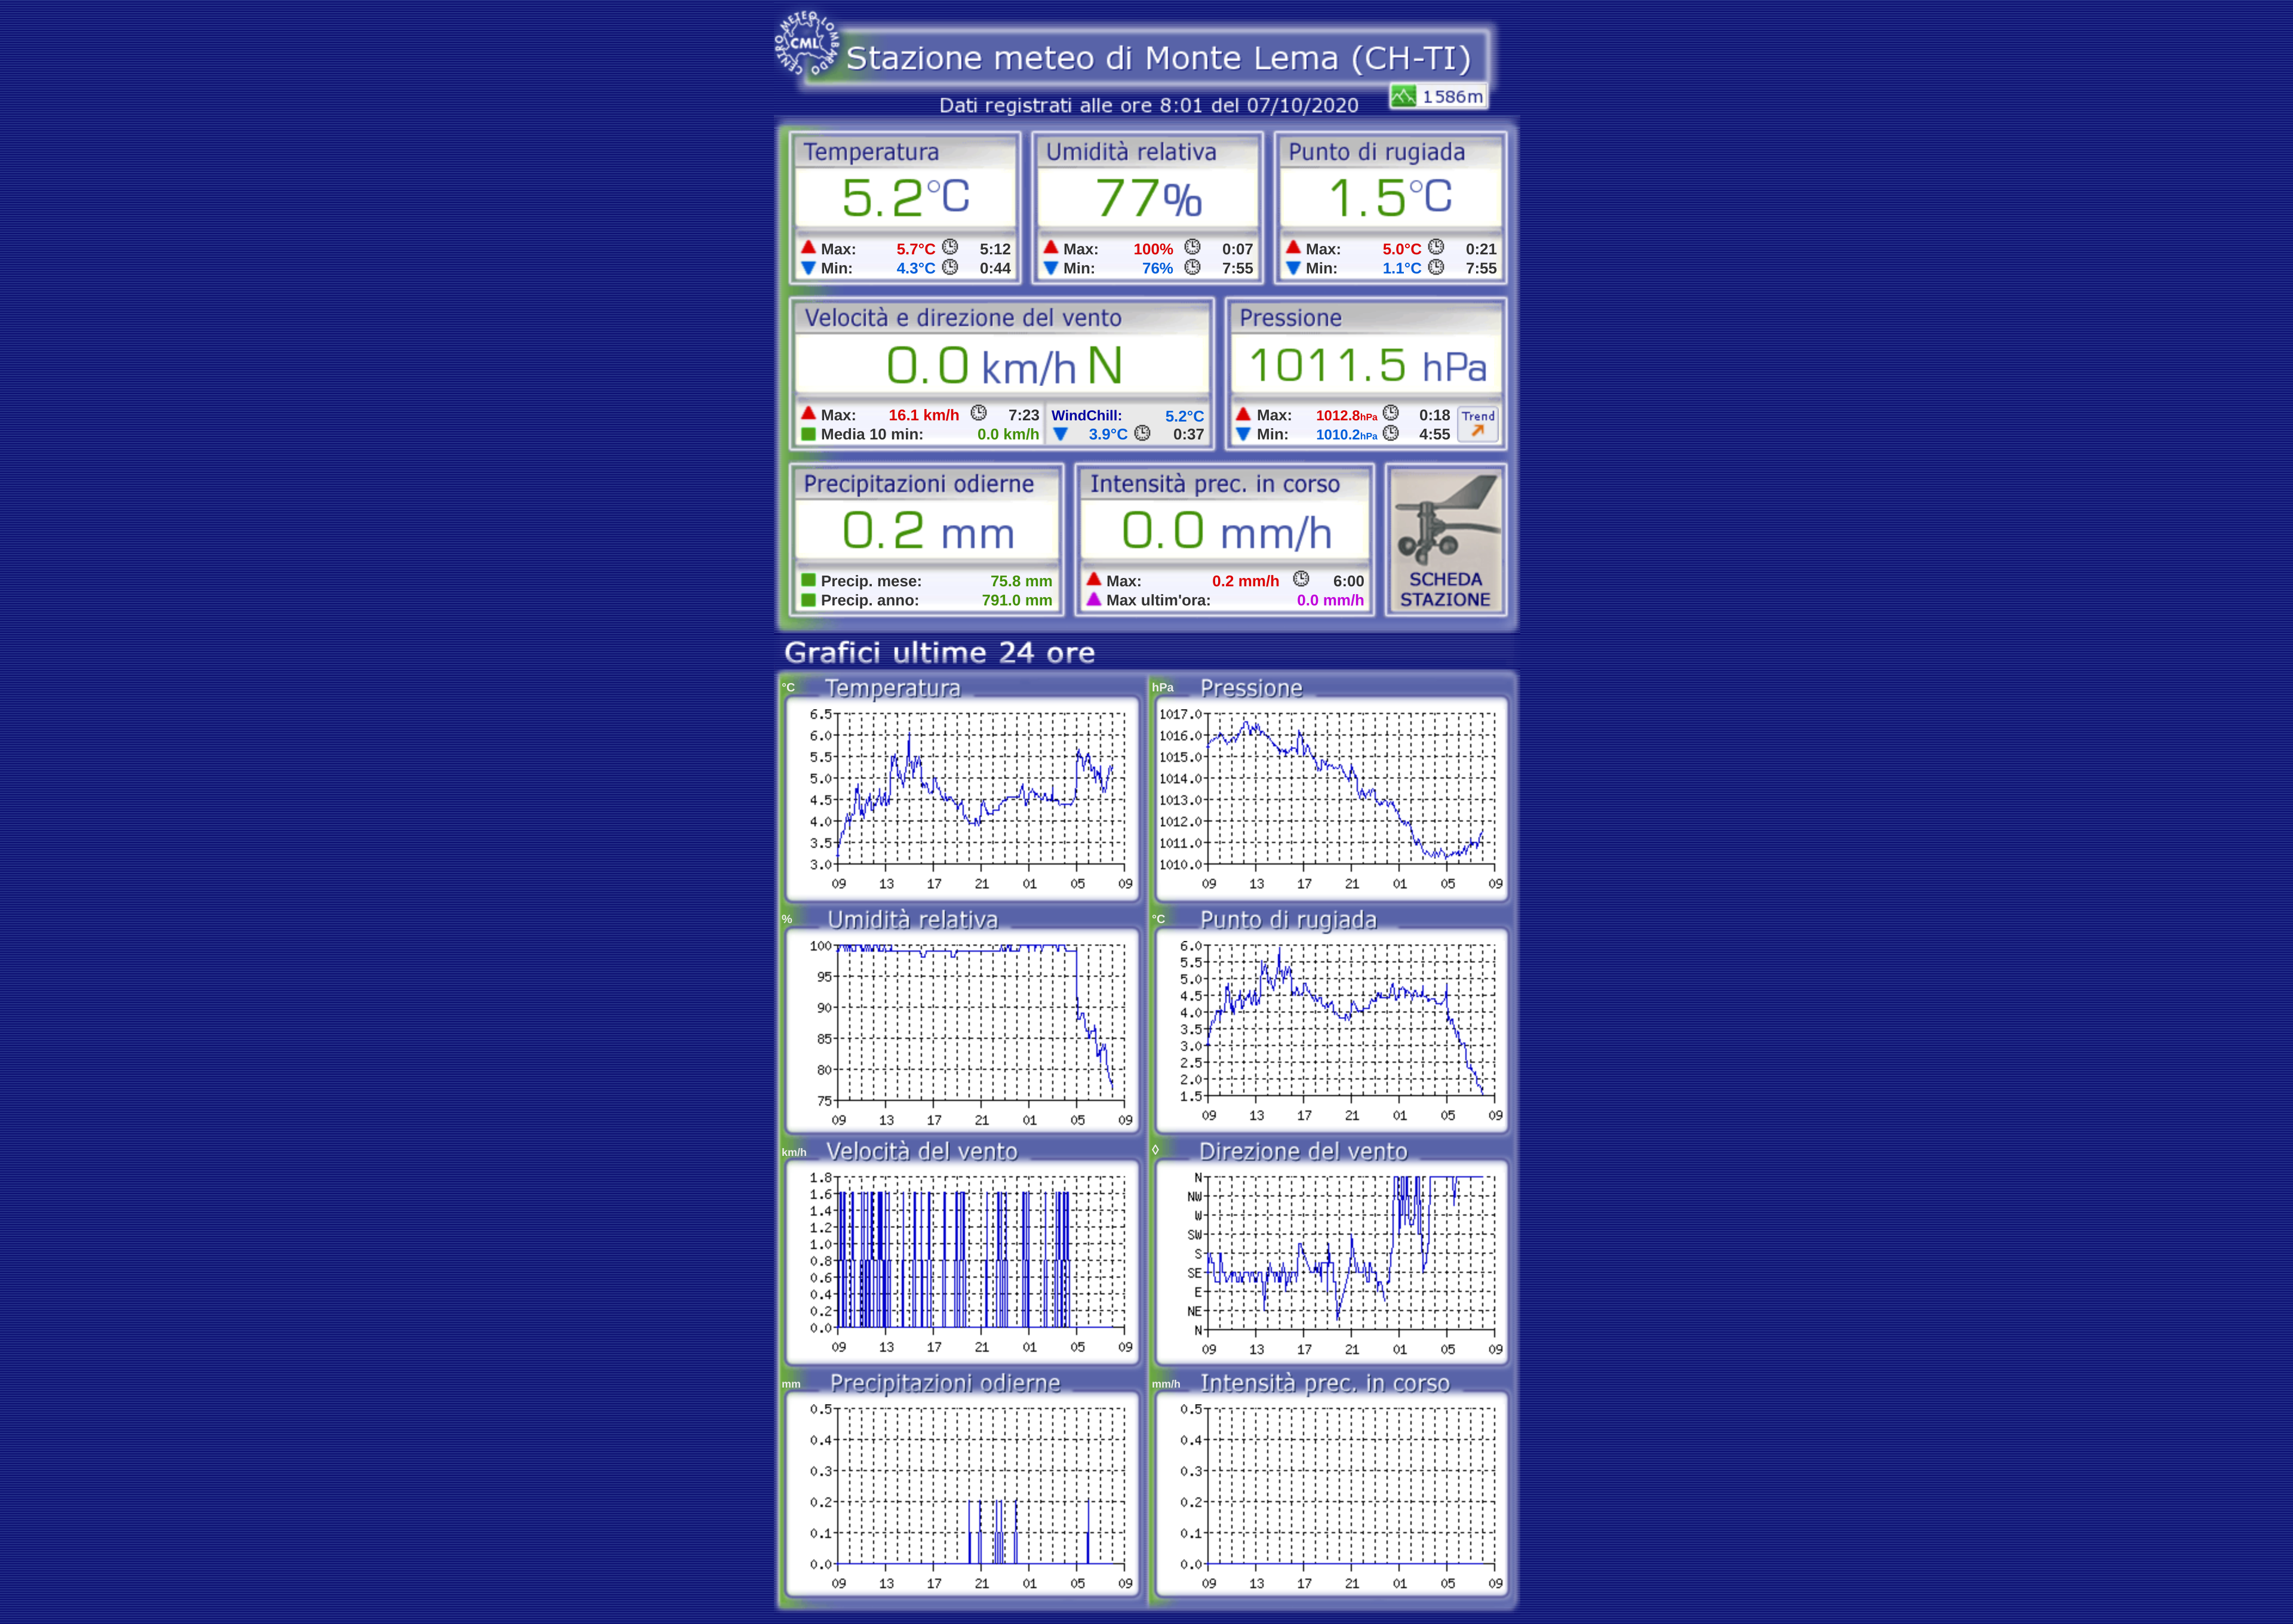 CENTRO METEO LOMBARDO
CML
Stazione meteo di Monte Lema (CH-TI)
1586m
Dati registrati alle ore 8:01 del 07/10/2020
Temperatura
5.2°C
Max: 5.7°C 5:12
Min: 4.3°C 0:44
Umidità relativa
77%
Max: 100% 0:07
Min: 76% 7:55
Punto di rugiada
1.5°C
Max: 5.0°C 0:21
Min: 1.1°C 7:55
Velocità e direzione del vento
0.0 km/h N
Max: 16.1 km/h 7:23
Media 10 min: 0.0 km/h
WindChill: 5.2°C
3.9°C 0:37
Pressione
1011.5 hPa
Max: 1012.8hPa 0:18
Min: 1010.2hPa 4:55
Trend
Precipitazioni odierne
0.2 mm
Precip. mese: 75.8 mm
Precip. anno: 791.0 mm
Intensità prec. in corso
0.0 mm/h
Max: 0.2 mm/h 6:00
Max ultim'ora: 0.0 mm/h
SCHEDA
STAZIONE
Grafici ultime 24 ore
°C Temperatura
6.5
6.0
5.5
5.0
4.5
4.0
3.5
3.0
09 13 17 21 01 05 09
hPa Pressione
1017.0
1016.0
1015.0
1014.0
1013.0
1012.0
1011.0
1010.0
09 13 17 21 01 05 09
% Umidità relativa
100
95
90
85
80
75
09 13 17 21 01 05 09
°C Punto di rugiada
6.0
5.5
5.0
4.5
4.0
3.5
3.0
2.5
2.0
1.5
09 13 17 21 01 05 09
km/h Velocità del vento
1.8
1.6
1.4
1.2
1.0
0.8
0.6
0.4
0.2
0.0
09 13 17 21 01 05 09
◊ Direzione del vento
N
NW
W
SW
S
SE
E
NE
N
09 13 17 21 01 05 09
mm Precipitazioni odierne
0.5
0.4
0.3
0.2
0.1
0.0
09 13 17 21 01 05 09
mm/h Intensità prec. in corso
0.5
0.4
0.3
0.2
0.1
0.0
09 13 17 21 01 05 09